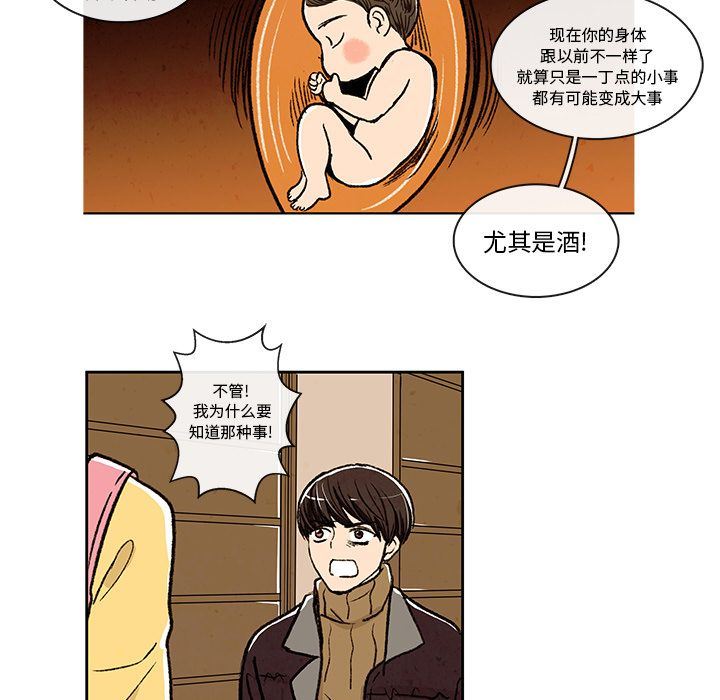 现在你的身体
跟以前不一样了
就算只是一丁点的小事
都有可能变成大事
尤其是酒!
不管!
我为什么要
知道那种事!